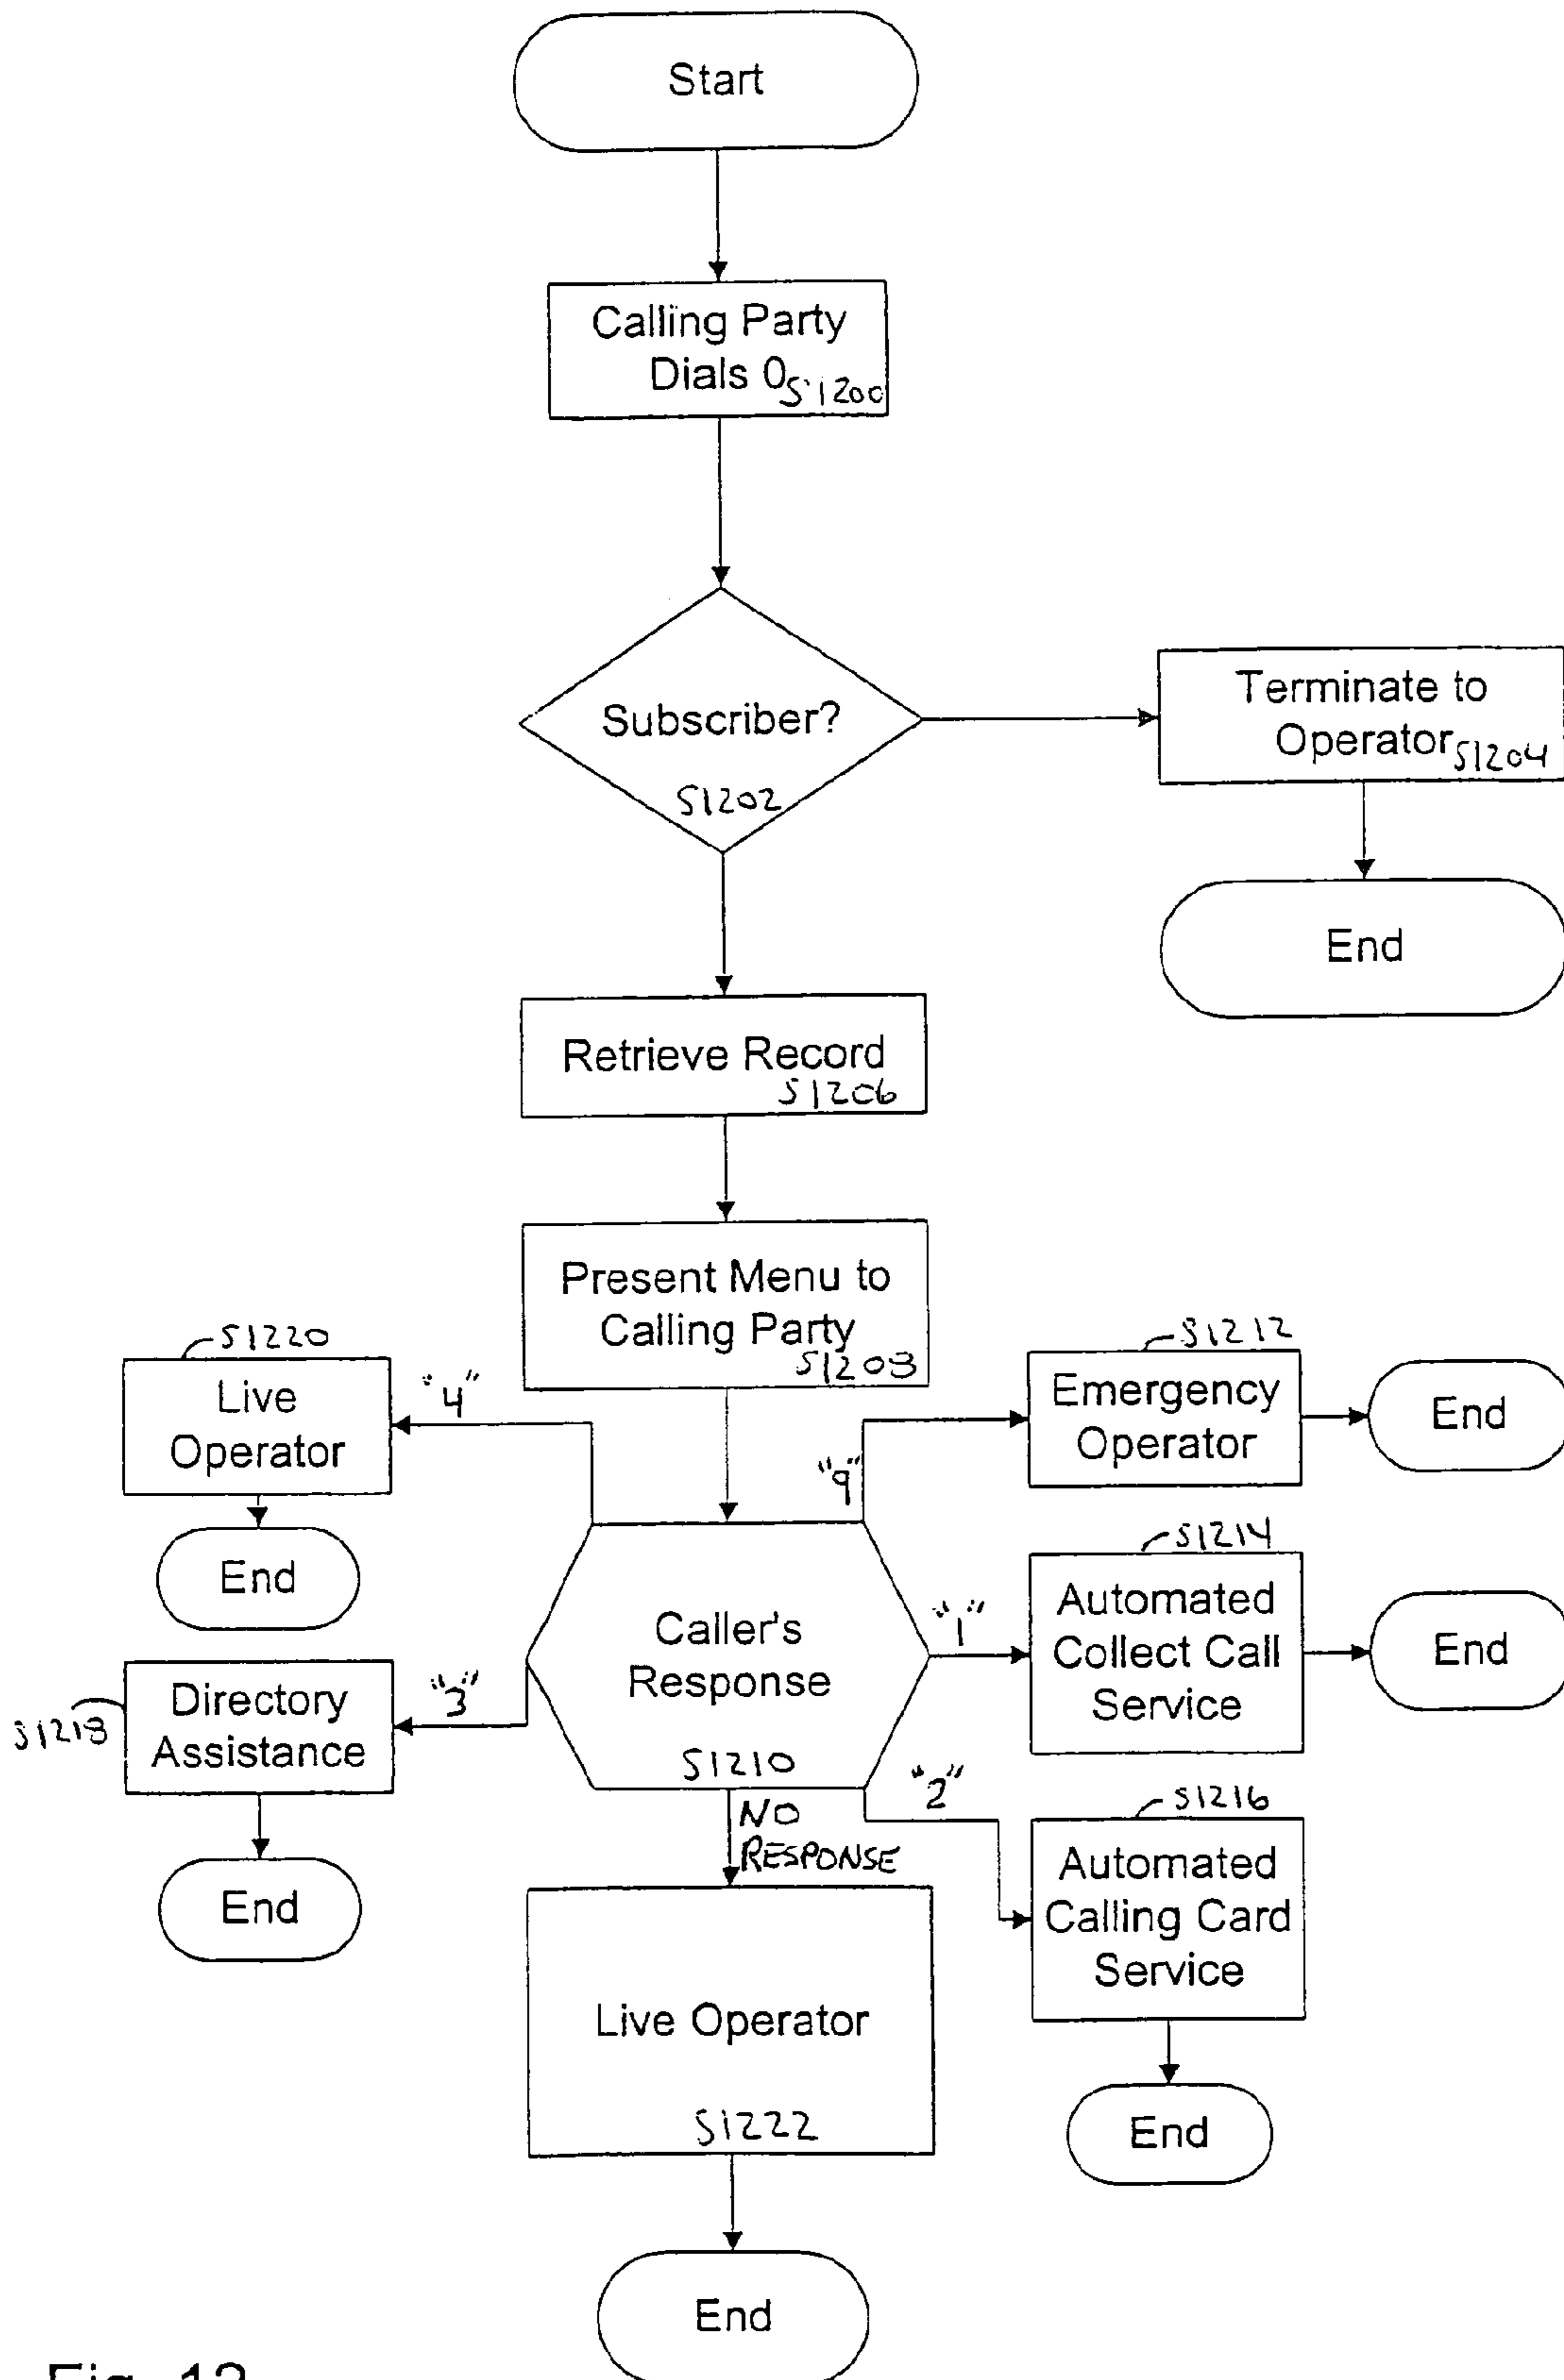 Start
Calling Party
Dials 0
S1200
Subscriber?
S1202
Terminate to
Operator
S1204
End
Retrieve Record
S1206
Present Menu to
Calling Party
S1208
S1220
Live
Operator
"4"
End
"9"
S1212
Emergency
Operator
End
Caller's
Response
S1210
"1"
S1214
Automated
Collect Call
Service
End
S1218
Directory
Assistance
"3"
End
NO
RESPONSE
"2"
S1216
Automated
Calling Card
Service
End
Live Operator
S1222
End
Fig. 12